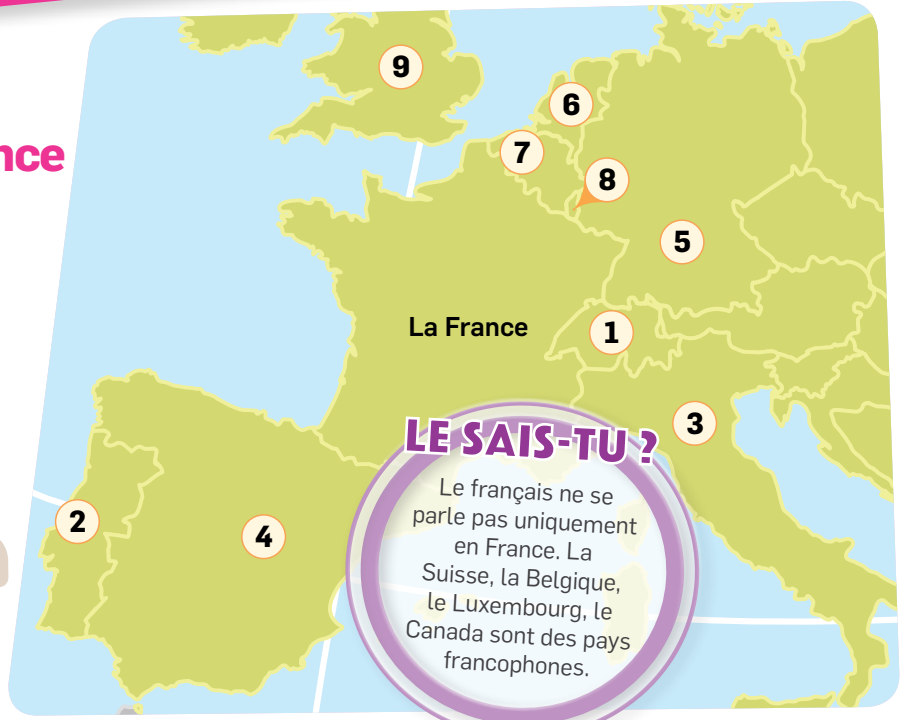 nce
9
6
7
8
5
La France
1
3
2
4
LE SAIS-TU ?
Le français ne se
parle pas uniquement
en France. La
Suisse, la Belgique,
le Luxembourg, le
Canada sont des pays
francophones.